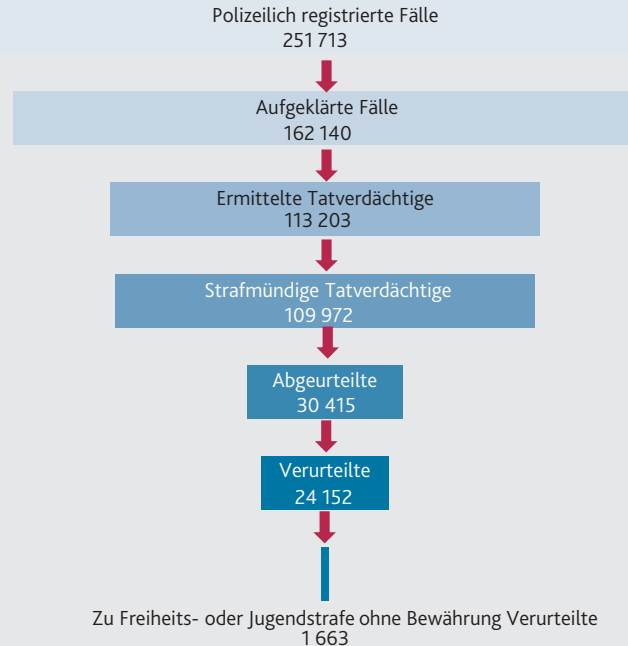 Polizeilich registrierte Fälle
251 713
Aufgeklärte Fälle
162 140
Ermittelte Tatverdächtige
113 203
Strafmündige Tatverdächtige
109 972
Abgeurteilte
30 415
Verurteilte
24 152
Zu Freiheits- oder Jugendstrafe ohne Bewährung Verurteilte
1 663